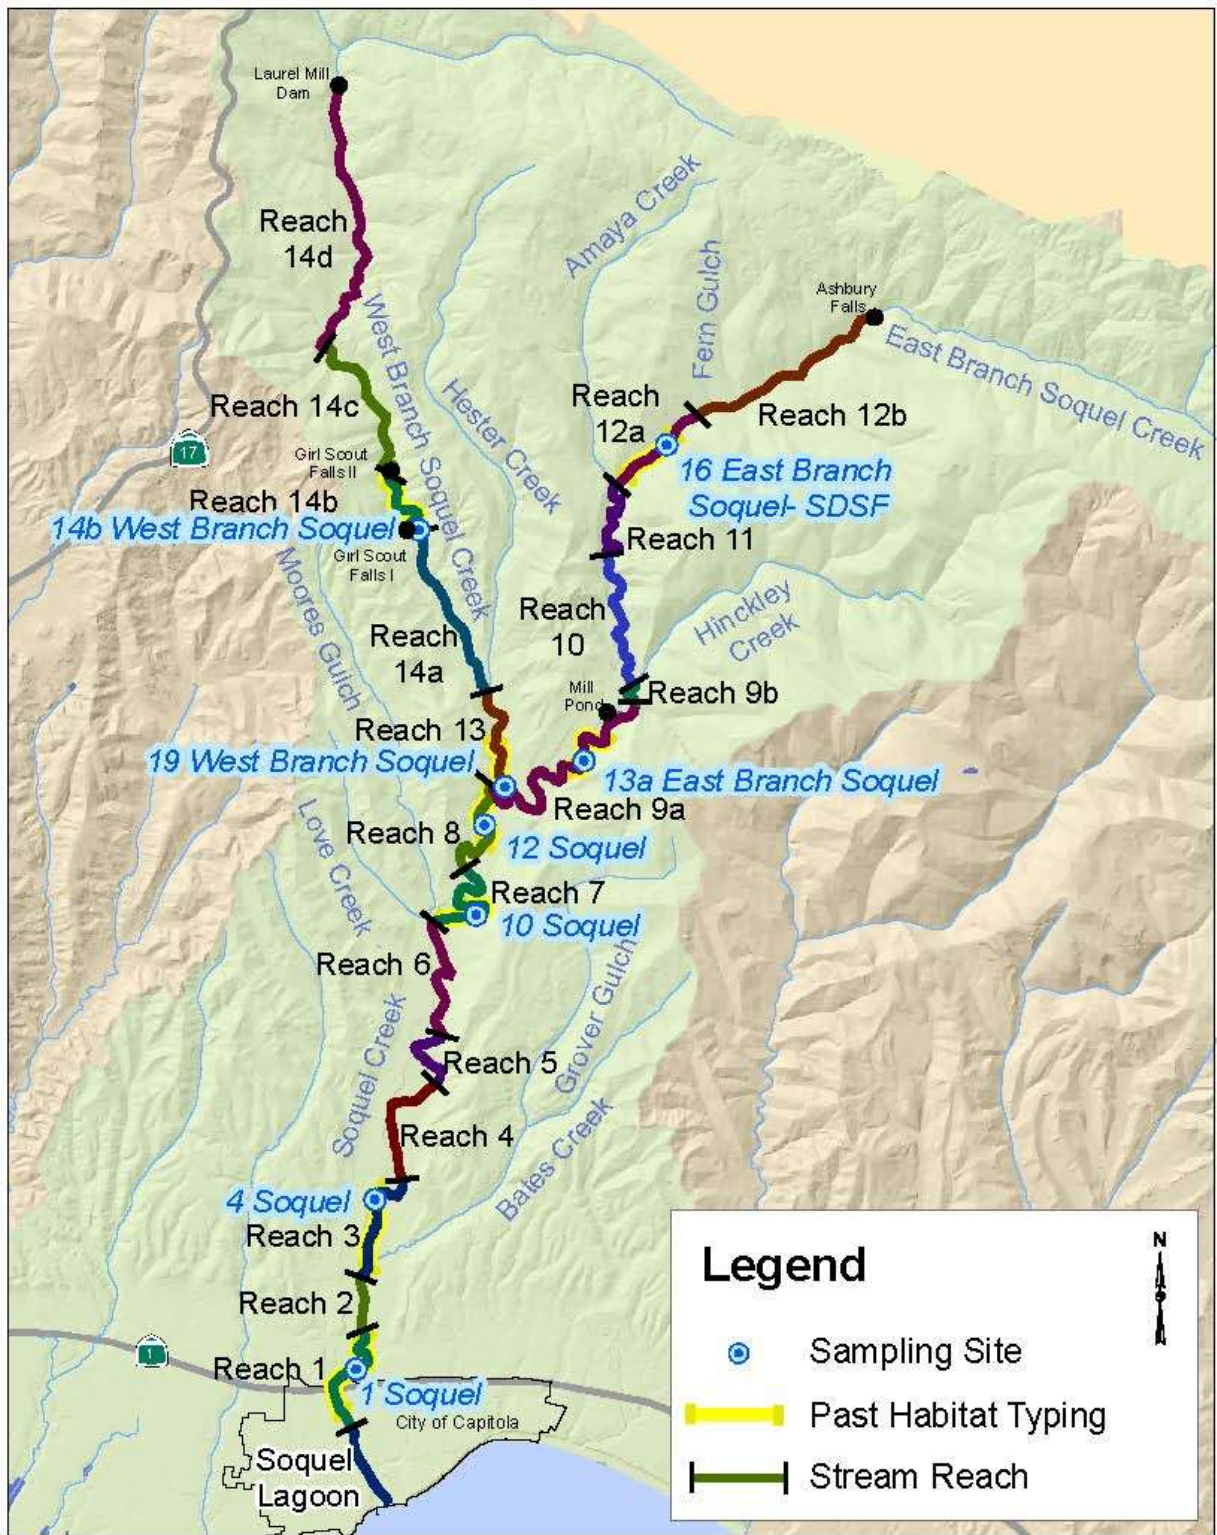 Laurel Mill
Dam
Reach
14d
Amaya Creek
Fern Gulch
Ashbury
Falls
East Branch Soquel Creek
West Branch Soquel Creek
Hester Creek
Reach 14c
Reach
12a
Reach 12b
17
Girl Scout
Falls II
16 East Branch
Soquel- SDSF
Reach 14b
14b West Branch Soquel
Girl Scout
Falls I
Reach 11
Moores Gulch
Reach
10
Hinckley
Creek
Reach
14a
Mill
Pond
Reach 9b
Reach 13
19 West Branch Soquel
13a East Branch Soquel
Reach 9a
Love Creek
Reach 8
12 Soquel
Reach 7
10 Soquel
Reach 6
Grover Gulch
Soquel Creek
Reach 5
Reach 4
Bates Creek
4 Soquel
Reach 3
Reach 2
1
Reach 1
1 Soquel
City of Capitola
Soquel
Lagoon
Legend
N
Sampling Site
Past Habitat Typing
Stream Reach